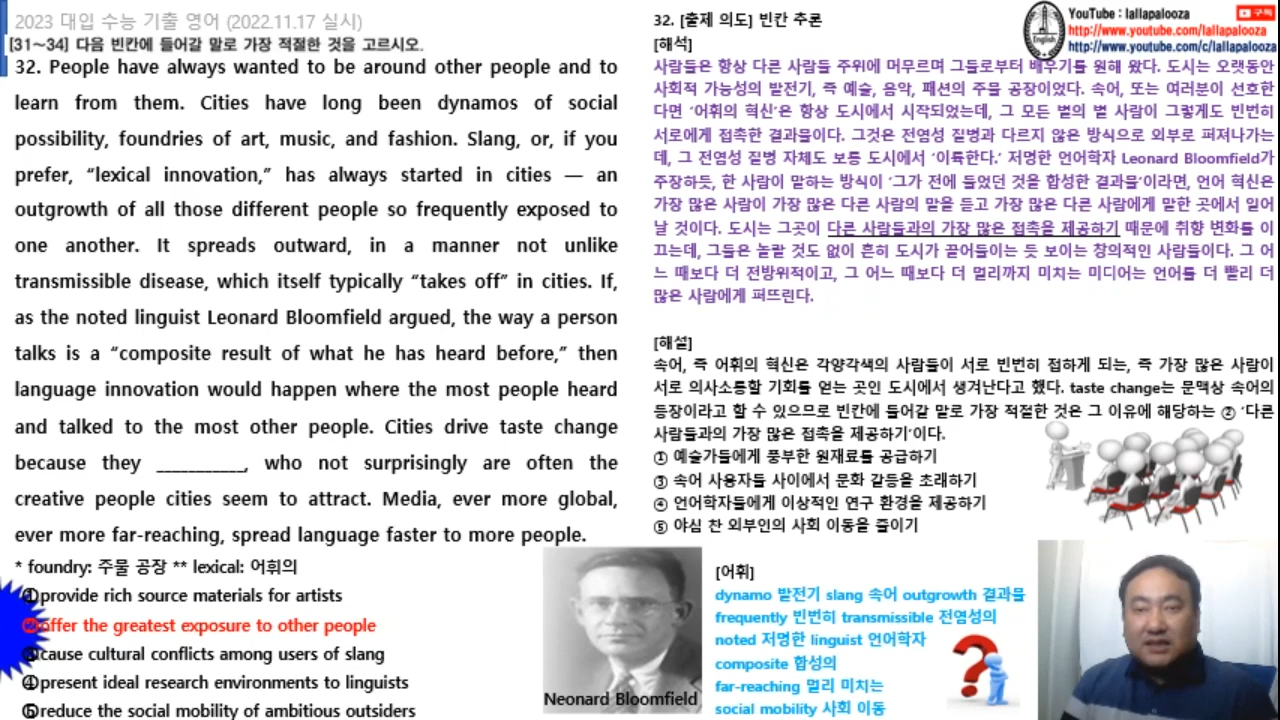 2023 대입 수능 기출 영어 (2022.11.17 실시)
[31~34] 다음 빈칸에 들어갈 말로 가장 적절한 것을 고르시오.
32. People have always wanted to be around other people and to
learn from them. Cities have long been dynamos of social
possibility, foundries of art, music, and fashion. Slang, or, if you
prefer, “lexical innovation,” has always started in cities — an
outgrowth of all those different people so frequently exposed to
one another. It spreads outward, in a manner not unlike
transmissible disease, which itself typically “takes off” in cities. If,
as the noted linguist Leonard Bloomfield argued, the way a person
talks is a “composite result of what he has heard before,” then
language innovation would happen where the most people heard
and talked to the most other people. Cities drive taste change
because they __________, who not surprisingly are often the
creative people cities seem to attract. Media, ever more global,
ever more far-reaching, spread language faster to more people.
* foundry: 주물 공장 ** lexical: 어휘의
①provide rich source materials for artists
②offer the greatest exposure to other people
③cause cultural conflicts among users of slang
④present ideal research environments to linguists
⑤reduce the social mobility of ambitious outsiders
32. [출제 의도] 빈칸 추론
[해석]
사람들은 항상 다른 사람들 주위에 머무르며 그들로부터 배우기를 원해 왔다. 도시는 오랫동안
사회적 가능성의 발전기, 즉 예술, 음악, 패션의 주물 공장이었다. 속어, 또는 여러분이 선호한
다면 ‘어휘의 혁신’은 항상 도시에서 시작되었는데, 그 모든 별의 별 사람이 그렇게도 빈번히
서로에게 접촉한 결과물이다. 그것은 전염성 질병과 다르지 않은 방식으로 외부로 퍼져나가는
데, 그 전염성 질병 자체도 보통 도시에서 ‘이륙한다.’ 저명한 언어학자 Leonard Bloomfield가
주장하듯, 한 사람이 말하는 방식이 ‘그가 전에 들었던 것을 합성한 결과물’이라면, 언어 혁신은
가장 많은 사람이 가장 많은 다른 사람의 말을 듣고 가장 많은 다른 사람에게 말한 곳에서 일어
날 것이다. 도시는 그곳이 다른 사람들과의 가장 많은 접촉을 제공하기 때문에 취향 변화를 이
끄는데, 그들은 놀랄 것도 없이 흔히 도시가 끌어들이는 듯 보이는 창의적인 사람들이다. 그 어
느 때보다 더 전방위적이고, 그 어느 때보다 더 멀리까지 미치는 미디어는 언어를 더 빨리 더
많은 사람에게 퍼뜨린다.
[해설]
속어, 즉 어휘의 혁신은 각양각색의 사람들이 서로 빈번히 접하게 되는, 즉 가장 많은 사람이
서로 의사소통할 기회를 얻는 곳인 도시에서 생겨난다고 했다. taste change는 문맥상 속어의
등장이라고 할 수 있으므로 빈칸에 들어갈 말로 가장 적절한 것은 그 이유에 해당하는 ② ‘다른
사람들과의 가장 많은 접촉을 제공하기’이다.
① 예술가들에게 풍부한 원재료를 공급하기
③ 속어 사용자들 사이에서 문화 갈등을 초래하기
④ 언어학자들에게 이상적인 연구 환경을 제공하기
⑤ 야심 찬 외부인의 사회 이동을 줄이기
[어휘]
dynamo 발전기 slang 속어 outgrowth 결과물
frequently 빈번히 transmissible 전염성의
noted 저명한 linguist 언어학자
composite 합성의
far-reaching 멀리 미치는
social mobility 사회 이동
Neonard Bloomfield
English
YouTube : lallapalooza
구독
http://www.youtube.com/lallapalooza
http://www.youtube.com/c/lallapalooza